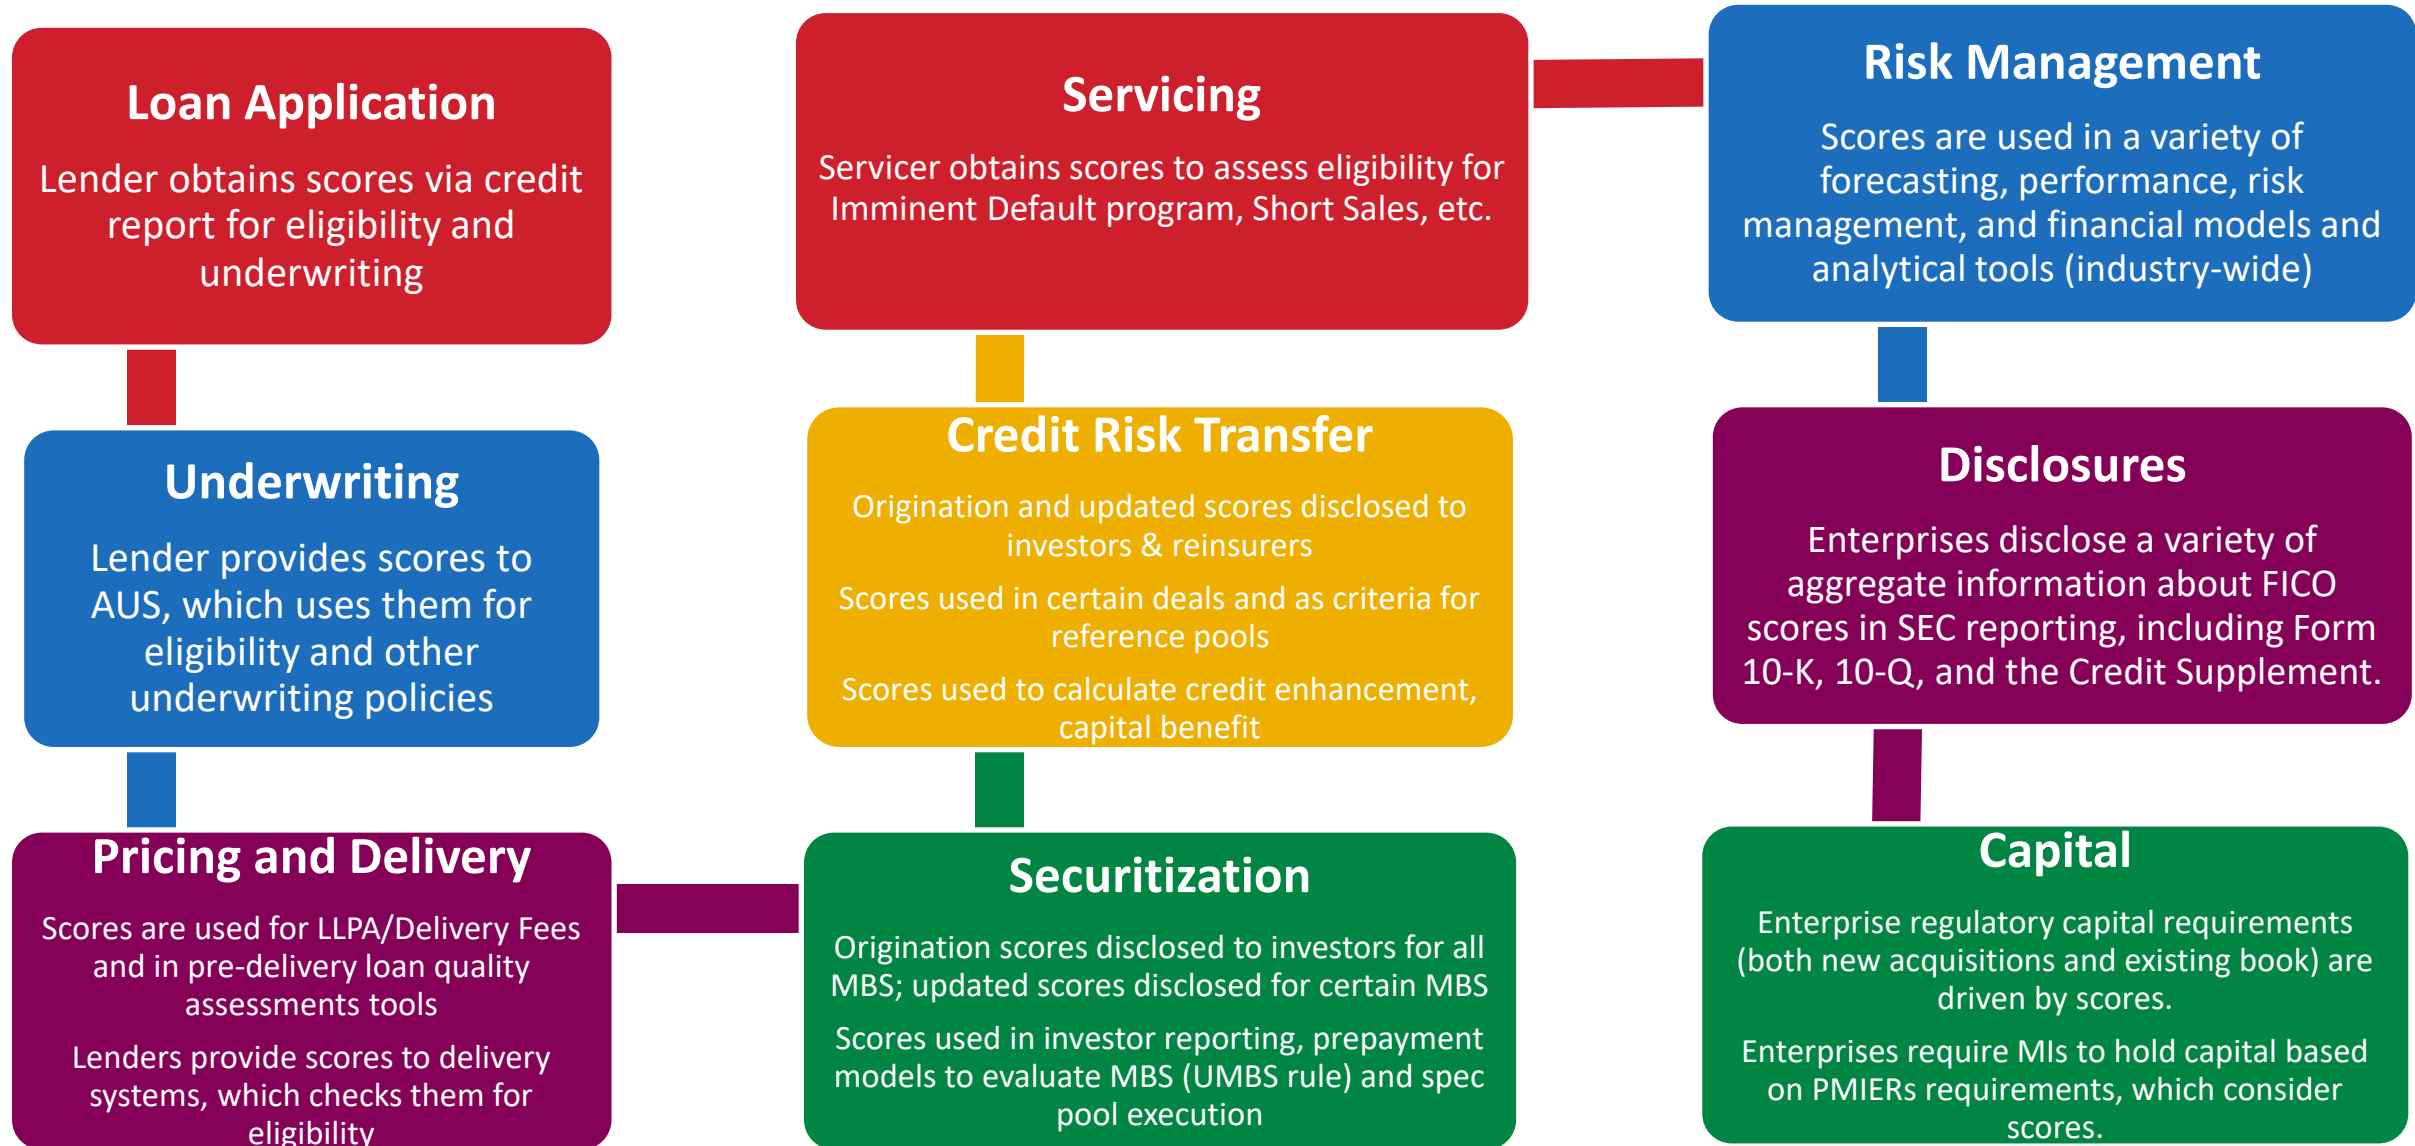 Loan Application
Lender obtains scores via credit
report for eligibility and
underwriting
Underwriting
Lender provides scores to
AUS, which uses them for
eligibility and other
underwriting policies
Pricing and Delivery
Scores are used for LLPA/Delivery Fees
and in pre-delivery loan quality
assessments tools
Lenders provide scores to delivery
systems, which checks them for
eligibility
Securitization
Origination scores disclosed to investors for all
MBS; updated scores disclosed for certain MBS
Scores used in investor reporting, prepayment
models to evaluate MBS (UMBS rule) and spec
pool execution
Credit Risk Transfer
Origination and updated scores disclosed to
investors & reinsurers
Scores used in certain deals and as criteria for
reference pools
Scores used to calculate credit enhancement,
capital benefit
Servicing
Servicer obtains scores to assess eligibility for
Imminent Default program, Short Sales, etc.
Risk Management
Scores are used in a variety of
forecasting, performance, risk
management, and financial models and
analytical tools (industry-wide)
Disclosures
Enterprises disclose a variety of
aggregate information about FICO
scores in SEC reporting, including Form
10-K, 10-Q, and the Credit Supplement.
Capital
Enterprise regulatory capital requirements
(both new acquisitions and existing book) are
driven by scores.
Enterprises require MIs to hold capital based
on PMIERs requirements, which consider
scores.